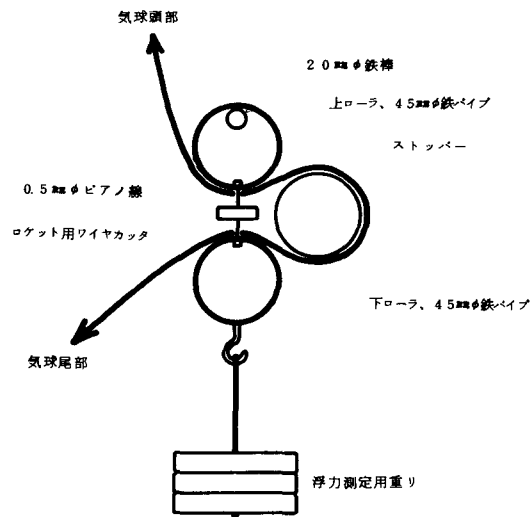 気球頭部
20㎜φ鉄棒
上ローラ、45㎜φ鉄パイプ
ストッパー
0.5㎜φピアノ線
ロケット用ワイヤカッタ
下ローラ、45㎜φ鉄パイプ
気球尾部
浮力測定用重り